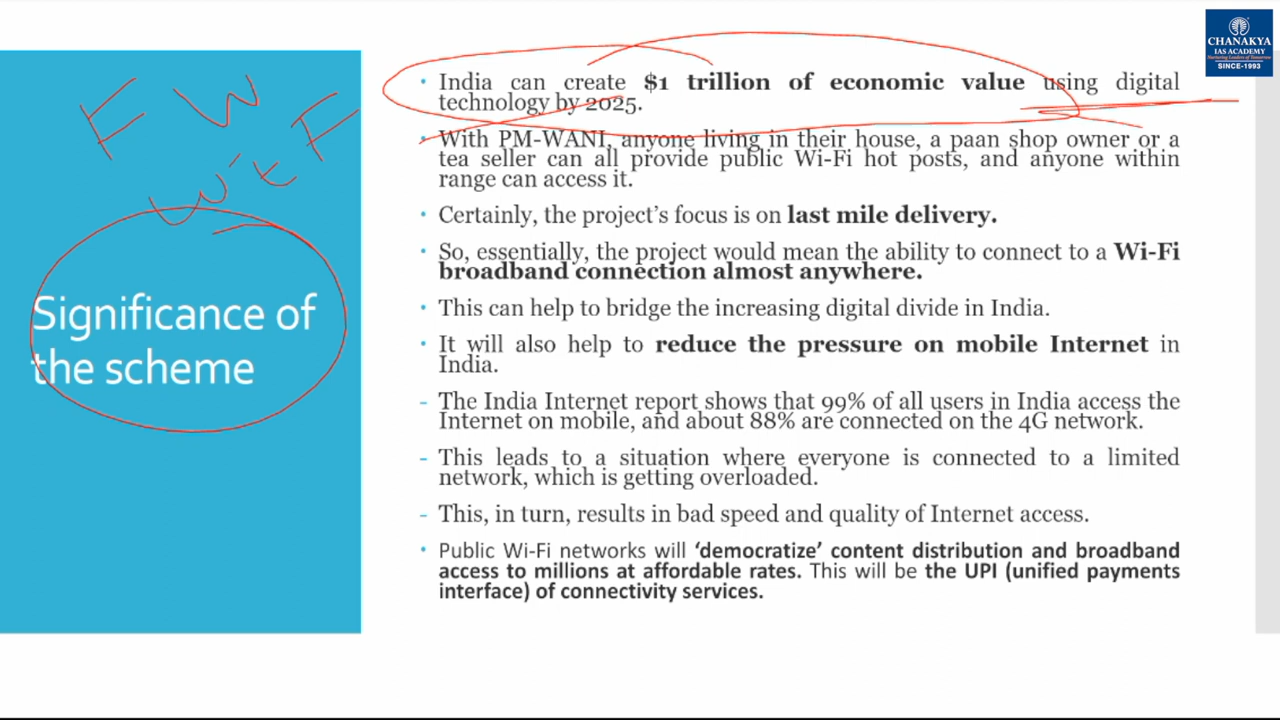 CHANAKYA
IAS ACADEMY
Nurturing Leaders of Tomorrow
SINCE-1993
F W F
Significance of
the scheme
• India can create $1 trillion of economic value using digital
technology by 2025.
• With PM-WANI, anyone living in their house, a paan shop owner or a
tea seller can all provide public Wi-Fi hot posts, and anyone within
range can access it.
• Certainly, the project's focus is on last mile delivery.
• So, essentially, the project would mean the ability to connect to a Wi-Fi
broadband connection almost anywhere.
• This can help to bridge the increasing digital divide in India.
• It will also help to reduce the pressure on mobile Internet in
India.
- The India Internet report shows that 99% of all users in India access the
Internet on mobile, and about 88% are connected on the 4G network.
- This leads to a situation where everyone is connected to a limited
network, which is getting overloaded.
- This, in turn, results in bad speed and quality of Internet access.
• Public Wi-Fi networks will ‘democratize’ content distribution and broadband
access to millions at affordable rates. This will be the UPI (unified payments
interface) of connectivity services.